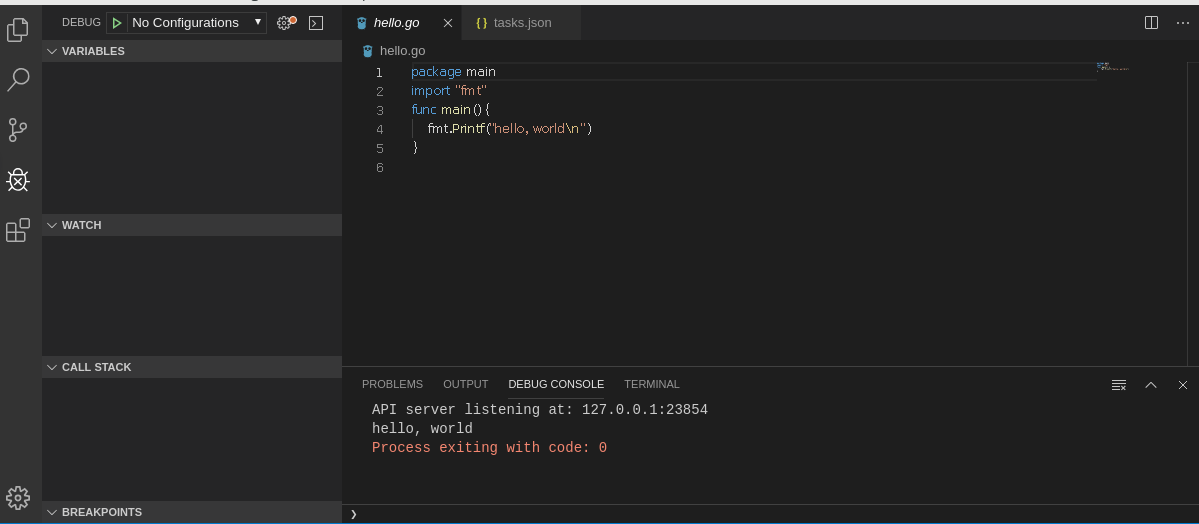 DEBUG No Configurations
VARIABLES
WATCH
CALL STACK
BREAKPOINTS
hello.go tasks.json
hello.go
1 package main
2 import "fmt"
3 func main() {
4 fmt.Printf("hello, world\n")
5 }
6
PROBLEMS OUTPUT DEBUG CONSOLE TERMINAL
API server listening at: 127.0.0.1:23854
hello, world
Process exiting with code: 0